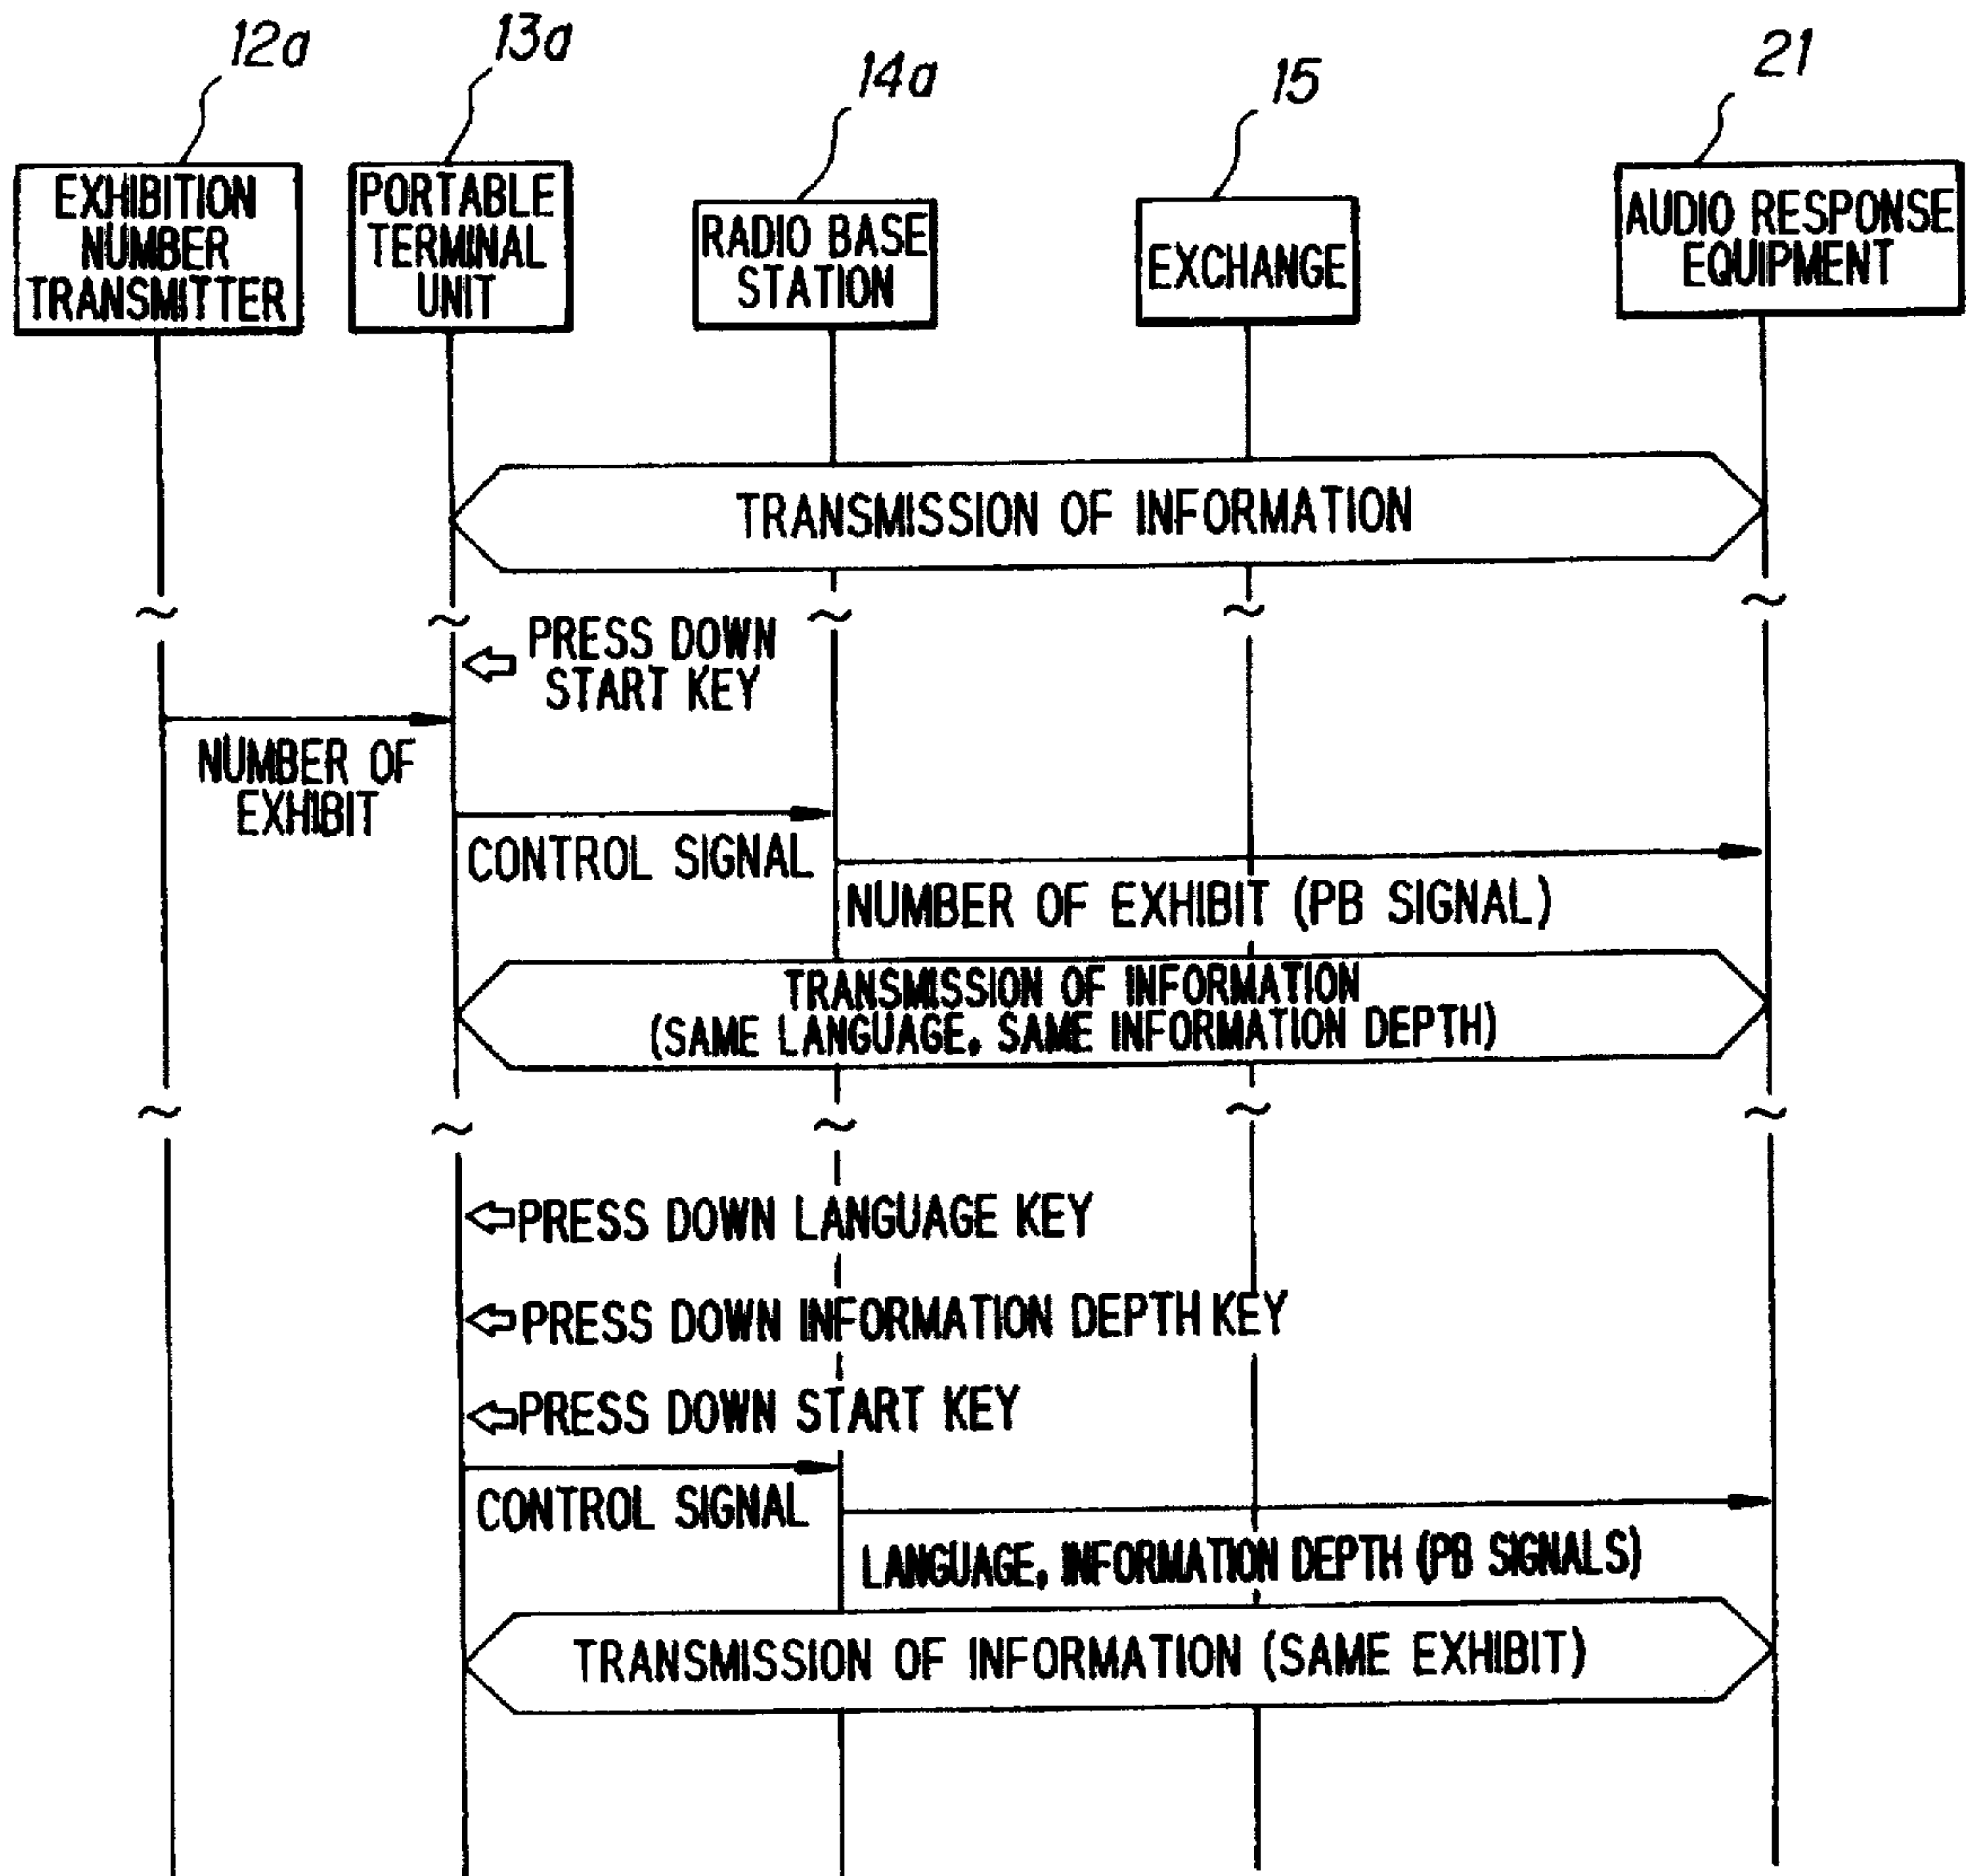 12a
13a
14a
15
21
EXHIBITION
NUMBER
TRANSMITTER
PORTABLE
TERMINAL
UNIT
RADIO BASE
STATION
EXCHANGE
AUDIO RESPONSE
EQUIPMENT
TRANSMISSION OF INFORMATION
PRESS DOWN
START KEY
NUMBER OF
EXHIBIT
CONTROL SIGNAL
NUMBER OF EXHIBIT (PB SIGNAL)
TRANSMISSION OF INFORMATION
(SAME LANGUAGE, SAME INFORMATION DEPTH)
PRESS DOWN LANGUAGE KEY
PRESS DOWN INFORMATION DEPTH KEY
PRESS DOWN START KEY
CONTROL SIGNAL
LANGUAGE, INFORMATION DEPTH (PB SIGNALS)
TRANSMISSION OF INFORMATION (SAME EXHIBIT)